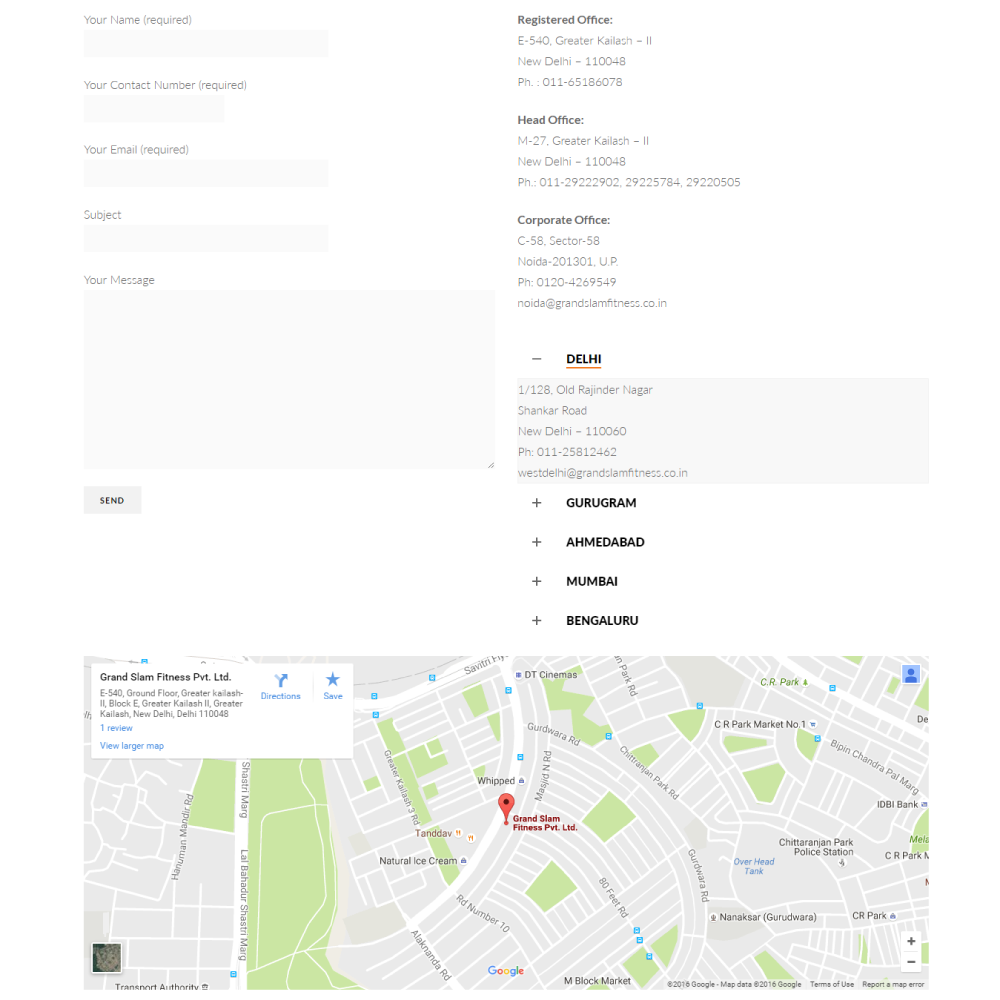 Your Name (required)
Your Contact Number (required)
Your Email (required)
Subject
Your Message
SEND
Registered Office:
E-540, Greater Kailash – II
New Delhi – 110048
Ph. : 011-65186078
Head Office:
M-27, Greater Kailash – II
New Delhi – 110048
Ph.: 011-29222902, 29225784, 29220505
Corporate Office:
C-58, Sector-58
Noida-201301, U.P.
Ph: 0120-4269549
noida@grandslamfitness.co.in
DELHI
1/128, Old Rajinder Nagar
Shankar Road
New Delhi – 110060
Ph: 011-25812462
westdelhi@grandslamfitness.co.in
GURUGRAM
AHMEDABAD
MUMBAI
BENGALURU
Grand Slam Fitness Pvt. Ltd.
E-540, Ground Floor, Greater kailash-
II, Block E, Greater Kailash II, Greater
Kailash, New Delhi, Delhi 110048
1 review
View larger map
Directions
Save
Savitri Fly
DT Cinemas
Park Rd
C.R. Park
C R Park Market No.1
De
Gurdwara Rd
Bipin Chandra Pal Marg
Chittranjan Park Rd
Masjid N Rd
Greater Kailash 3 Rd
Whipped
IDBI Bank
Grand Slam
Fitness Pvt. Ltd.
Tanddav
Natural Ice Cream
Chittaranjan Park
Police Station
Mela
C R Park M
Over Head
Tank
Hanuman Mandir Rd
Shastri Marg
Lal Bahadur Shastri Marg
Gurdwara Rd
80 Feet Rd
Rd Number 10
Alaknanda Rd
Nanaksar (Gurudwara)
CR Park
Google
M Block Market
Transport Authority
©2016 Google - Map data ©2016 Google
Terms of Use
Report a map error